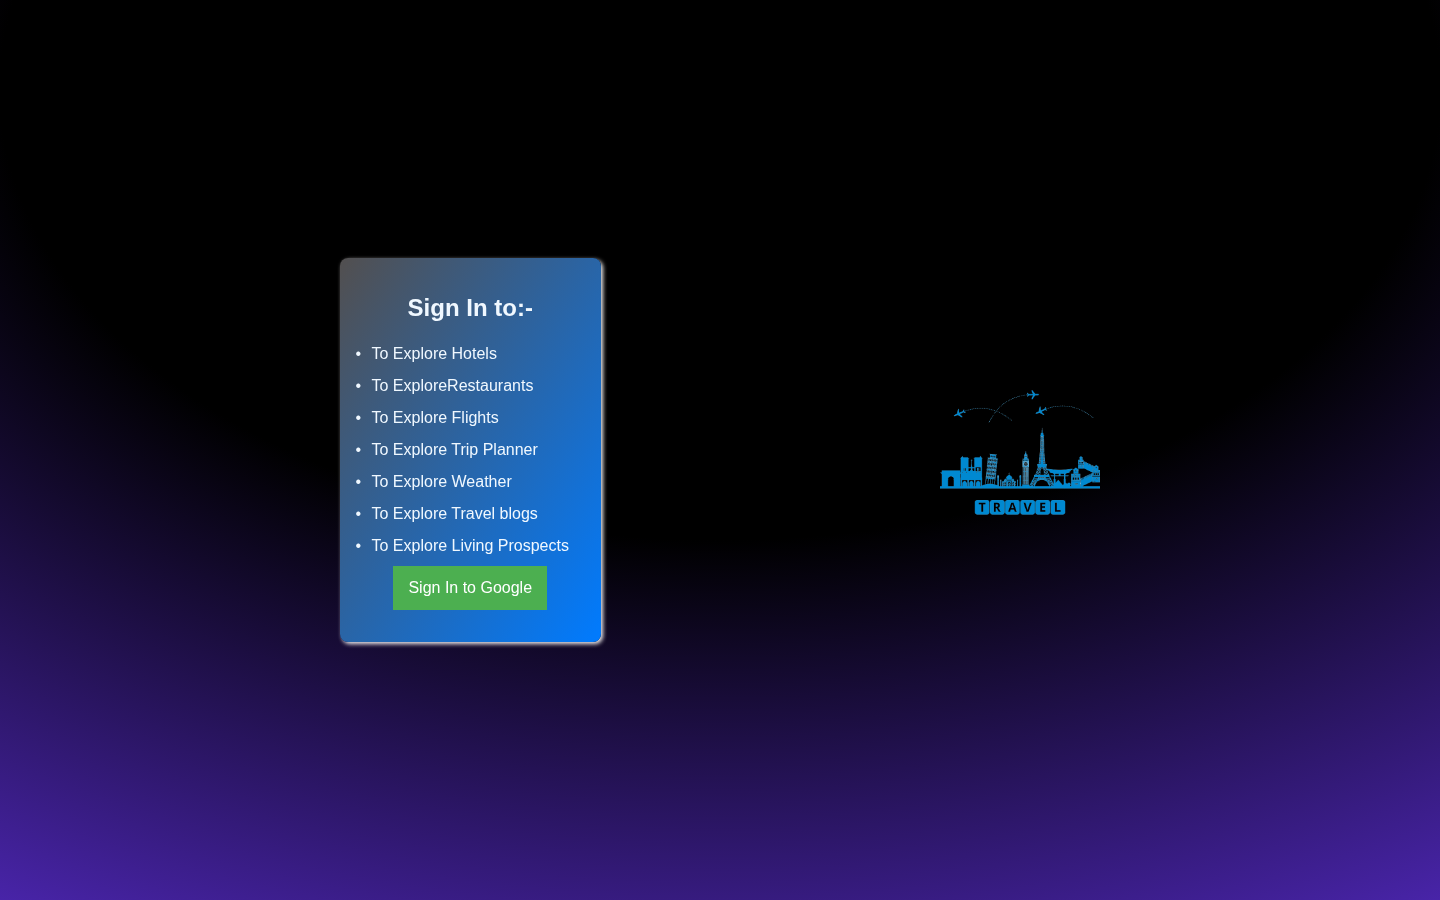 Sign In to:-
• To Explore Hotels
• To ExploreRestaurants
• To Explore Flights
• To Explore Trip Planner
• To Explore Weather
• To Explore Travel blogs
• To Explore Living Prospects
Sign In to Google
TRAVEL